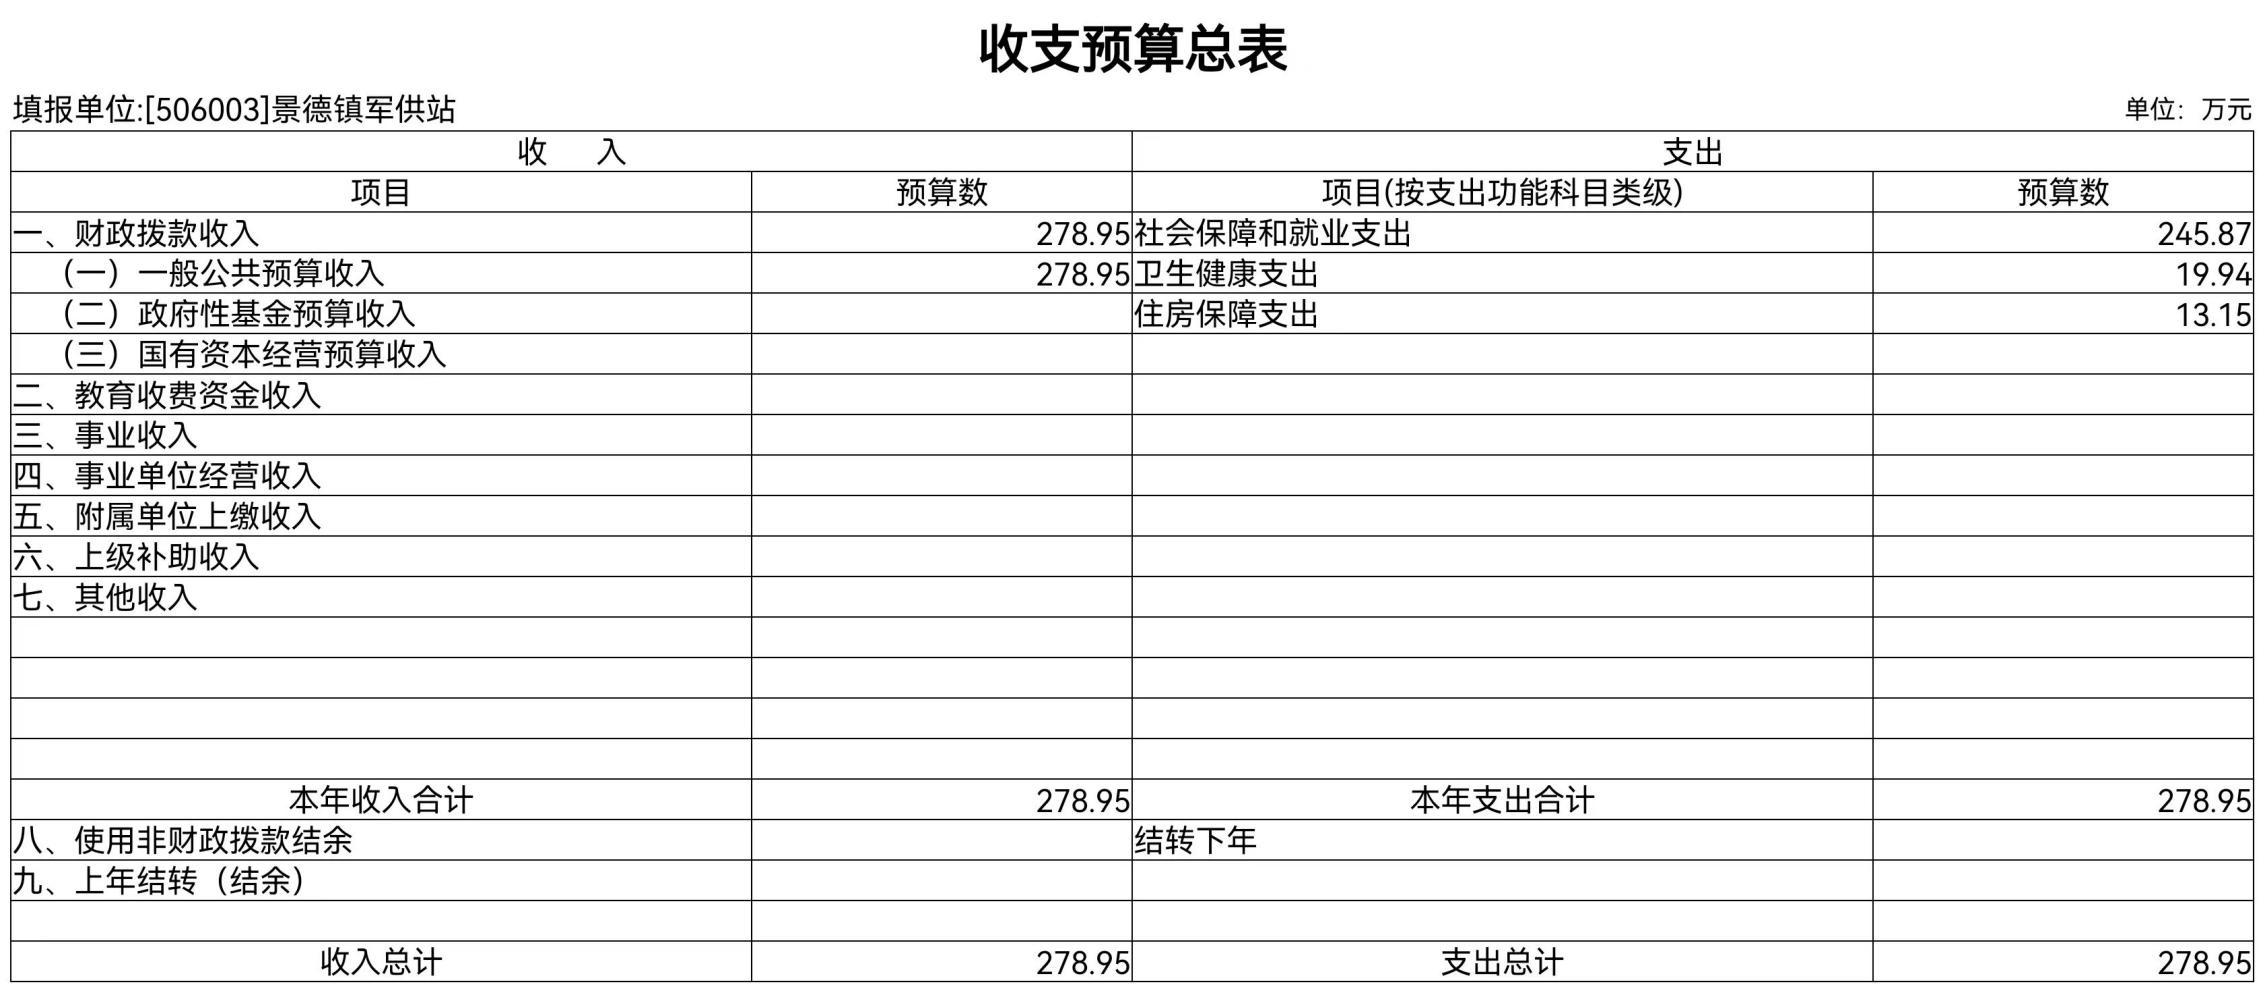 收支预算总表
填报单位:[506003]景德镇军供站 单位：万元
收 入 支出
项目 预算数 项目(按支出功能科目类级) 预算数
一、财政拨款收入 278.95 社会保障和就业支出 245.87
（一）一般公共预算收入 278.95 卫生健康支出 19.94
（二）政府性基金预算收入 住房保障支出 13.15
（三）国有资本经营预算收入
二、教育收费资金收入
三、事业收入
四、事业单位经营收入
五、附属单位上缴收入
六、上级补助收入
七、其他收入
本年收入合计 278.95 本年支出合计 278.95
八、使用非财政拨款结余 结转下年
九、上年结转（结余）
收入总计 278.95 支出总计 278.95